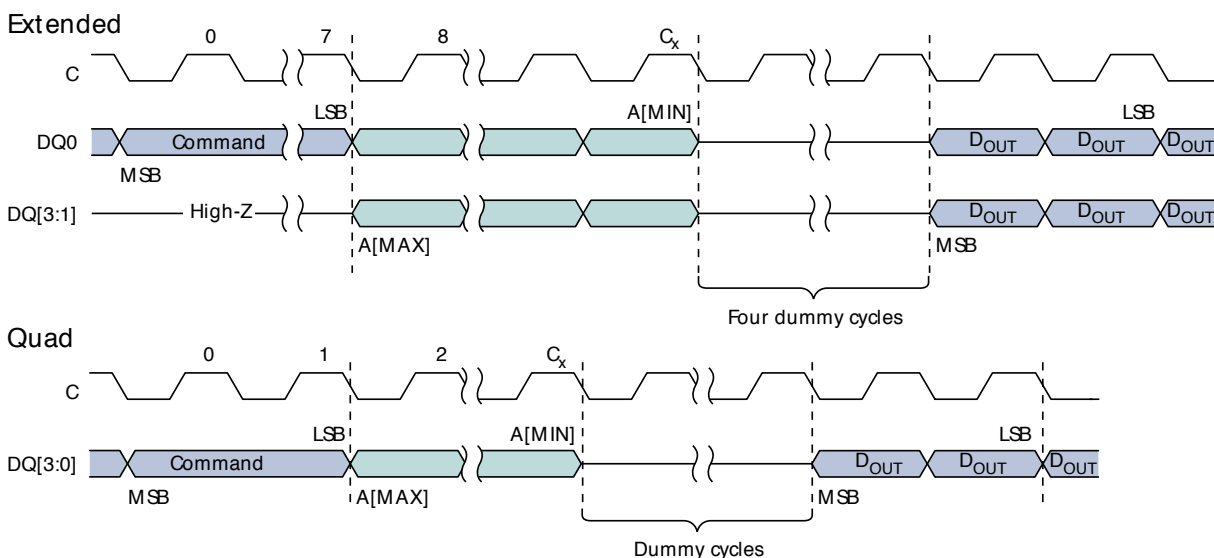 Extended
0 7 8 Cx
C
LSB A[MIN] LSB
DQ0 Command DOUT DOUT DOUT
MSB
DQ[3:1] High-Z DOUT DOUT DOUT
A[MAX] MSB
Four dummy cycles
Quad
0 1 2 Cx
C
LSB A[MIN] LSB
DQ[3:0] Command DOUT DOUT DOUT
MSB A[MAX] MSB
Dummy cycles